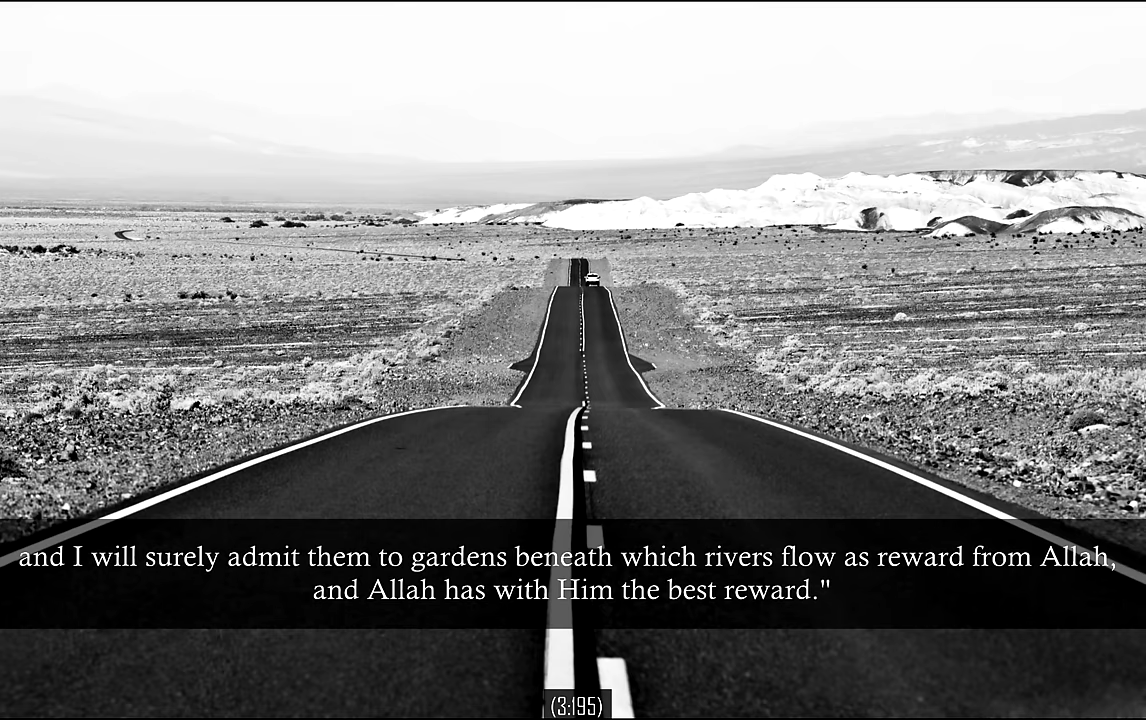 and I will surely admit them to gardens beneath which rivers flow as reward from Allah,
and Allah has with Him the best reward."
(3:195)